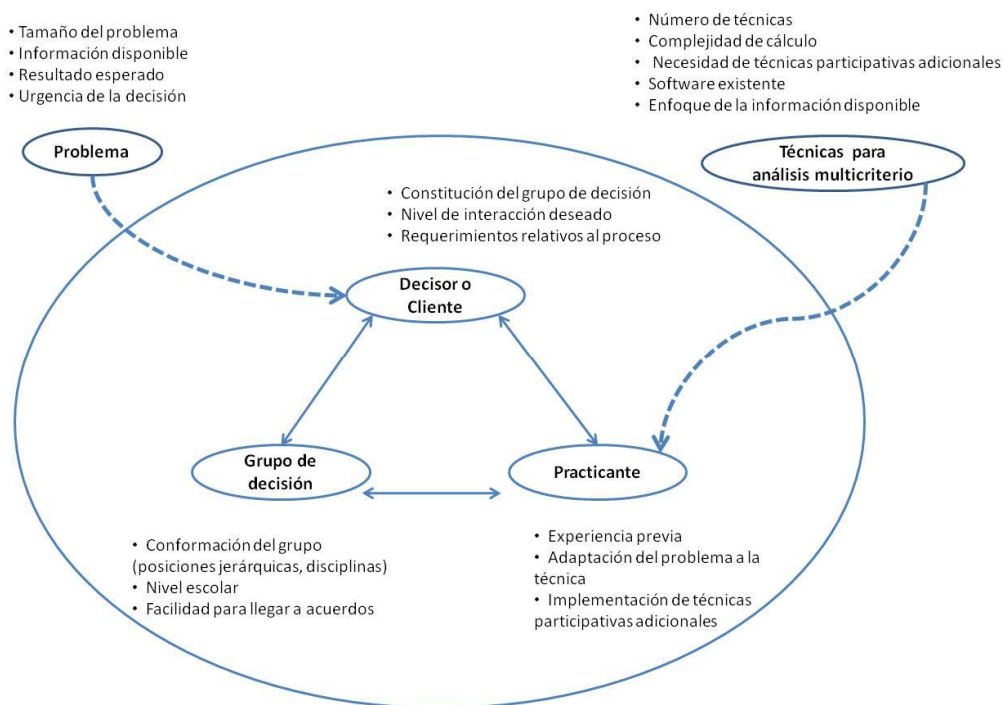 • Tamaño del problema
• Información disponible
• Resultado esperado
• Urgencia de la decisión
• Número de técnicas
• Complejidad de cálculo
• Necesidad de técnicas participativas adicionales
• Software existente
• Enfoque de la información disponible
Problema
Técnicas para
análisis multicriterio
• Constitución del grupo de decisión
• Nivel de interacción deseado
• Requerimientos relativos al proceso
Decisor o
Cliente
Grupo de
decisión
Practicante
• Conformación del grupo
(posiciones jerárquicas, disciplinas)
• Nivel escolar
• Facilidad para llegar a acuerdos
• Experiencia previa
• Adaptación del problema a la
técnica
• Implementación de técnicas
participativas adicionales